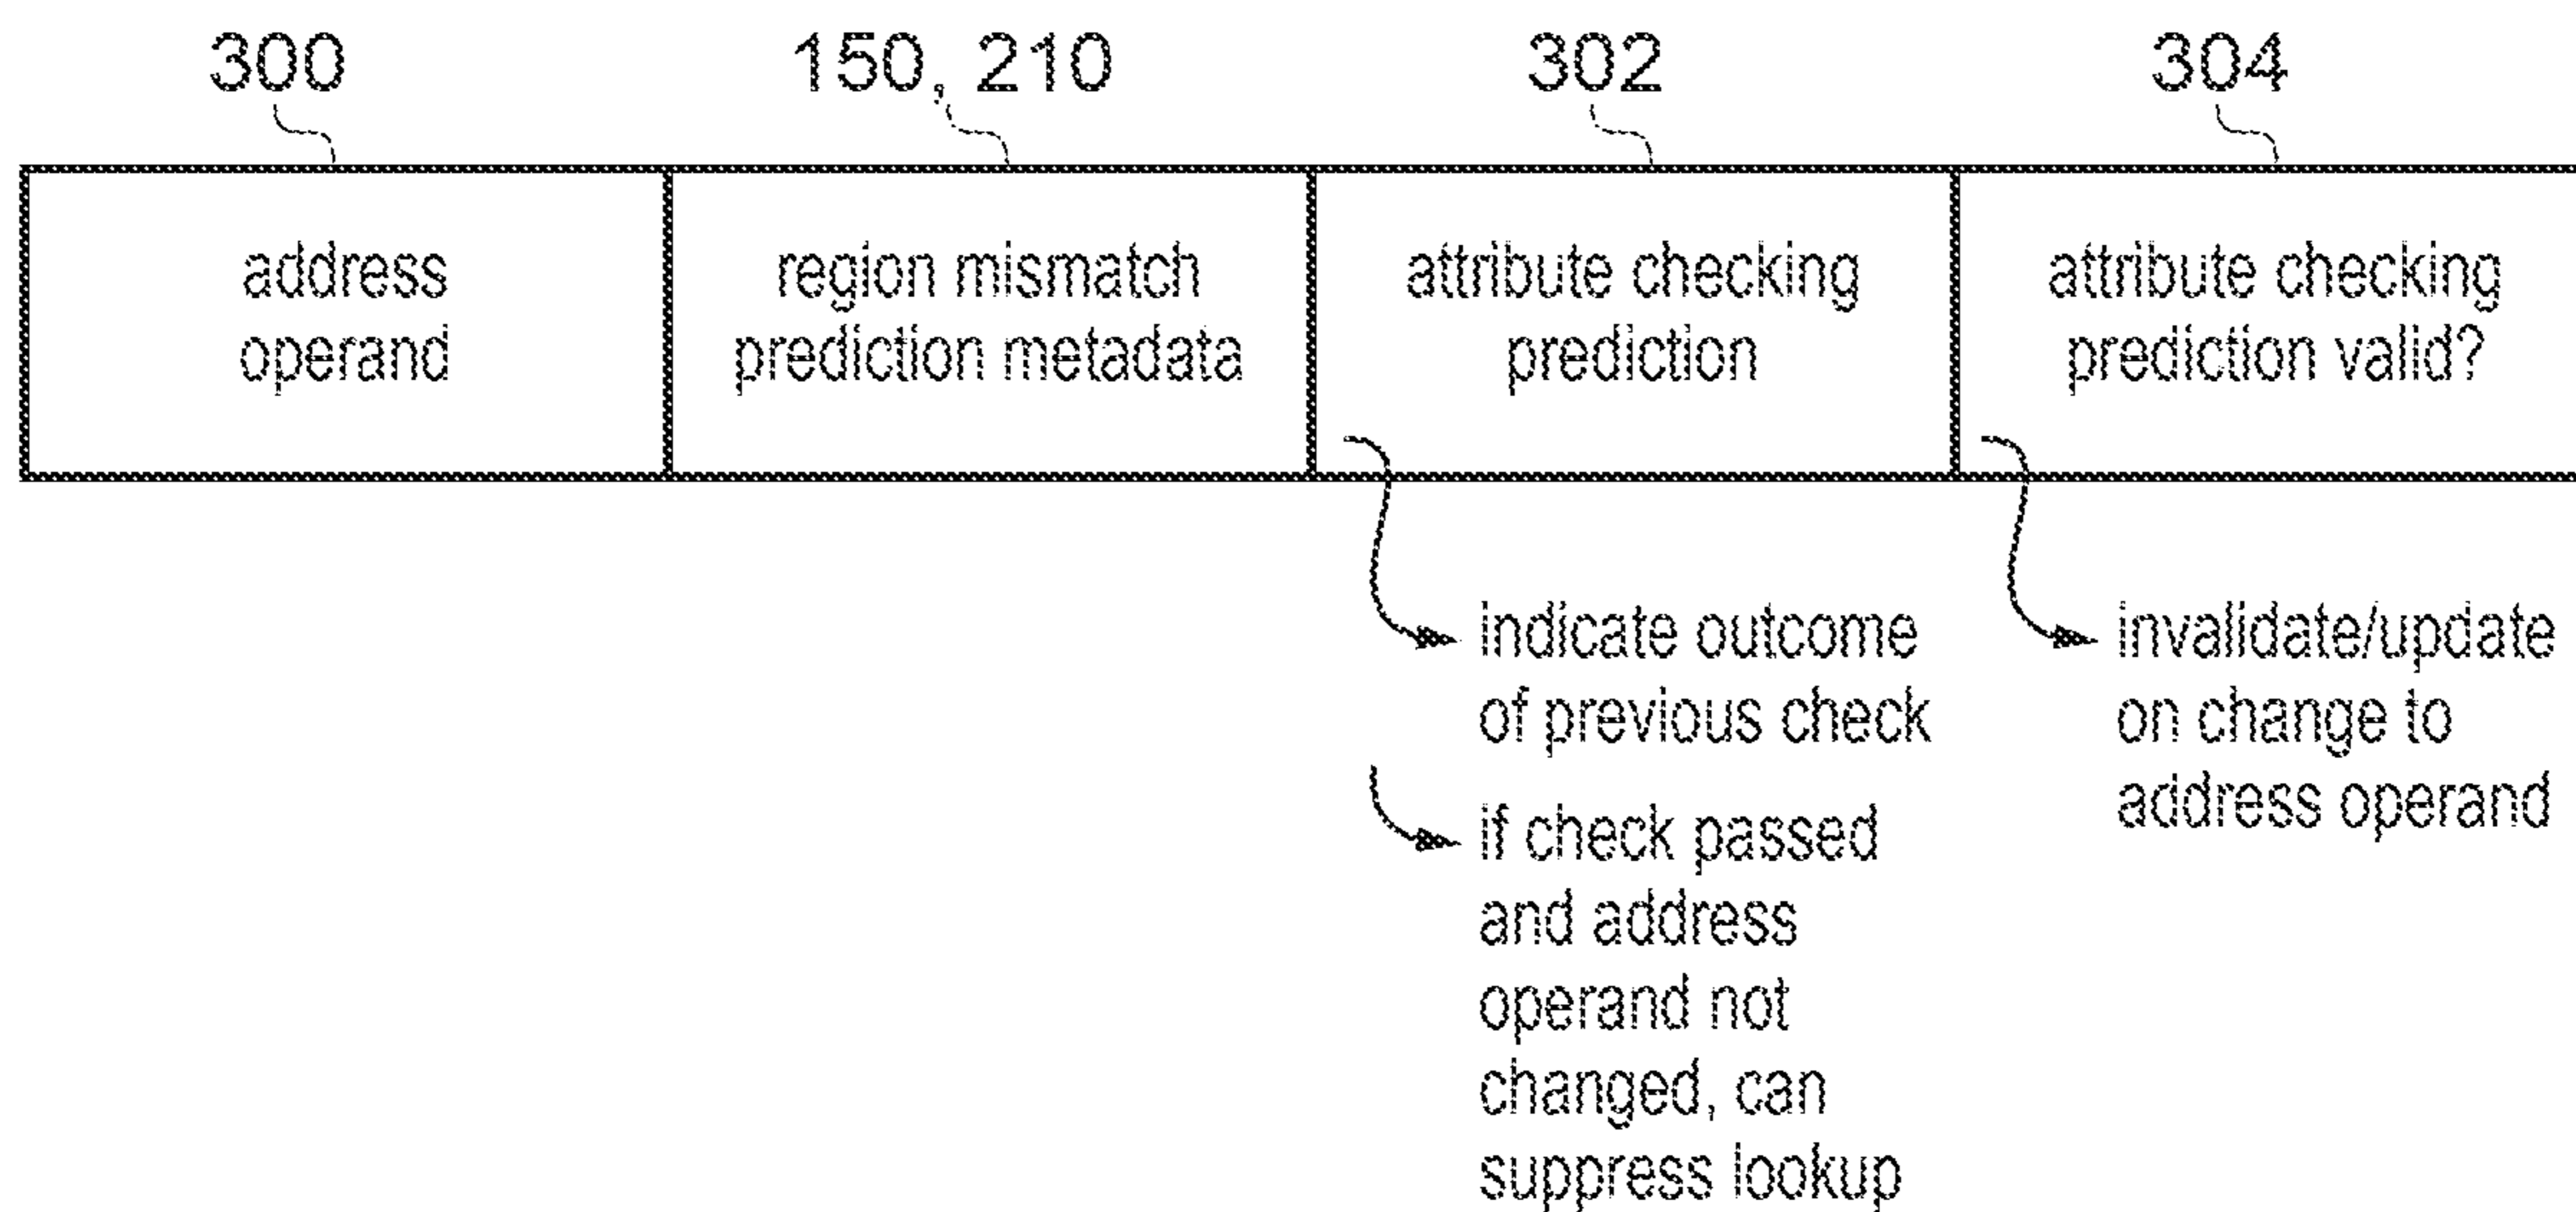 300
150, 210
302
304
address
operand
region mismatch
prediction metadata
attribute checking
prediction
attribute checking
prediction valid?
indicate outcome
of previous check
if check passed
and address
operand not
changed, can
suppress lookup
invalidate/update
on change to
address operand